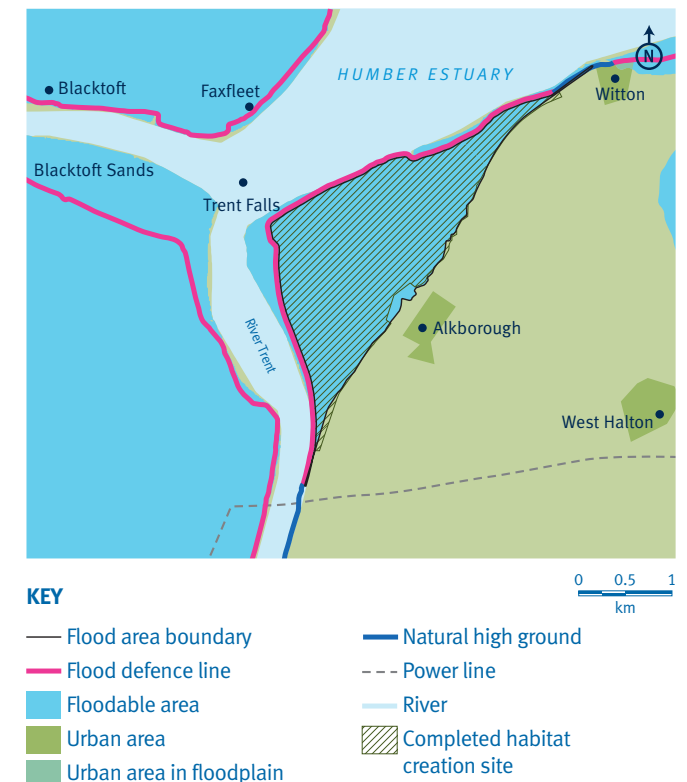 HUMBER ESTUARY
N
Blacktoft
Faxfleet
Witton
Blacktoft Sands
Trent Falls
River Trent
Alkborough
West Halton
0 0.5 1
km
KEY
Flood area boundary
Flood defence line
Floodable area
Urban area
Urban area in floodplain
Natural high ground
Power line
River
Completed habitat
creation site